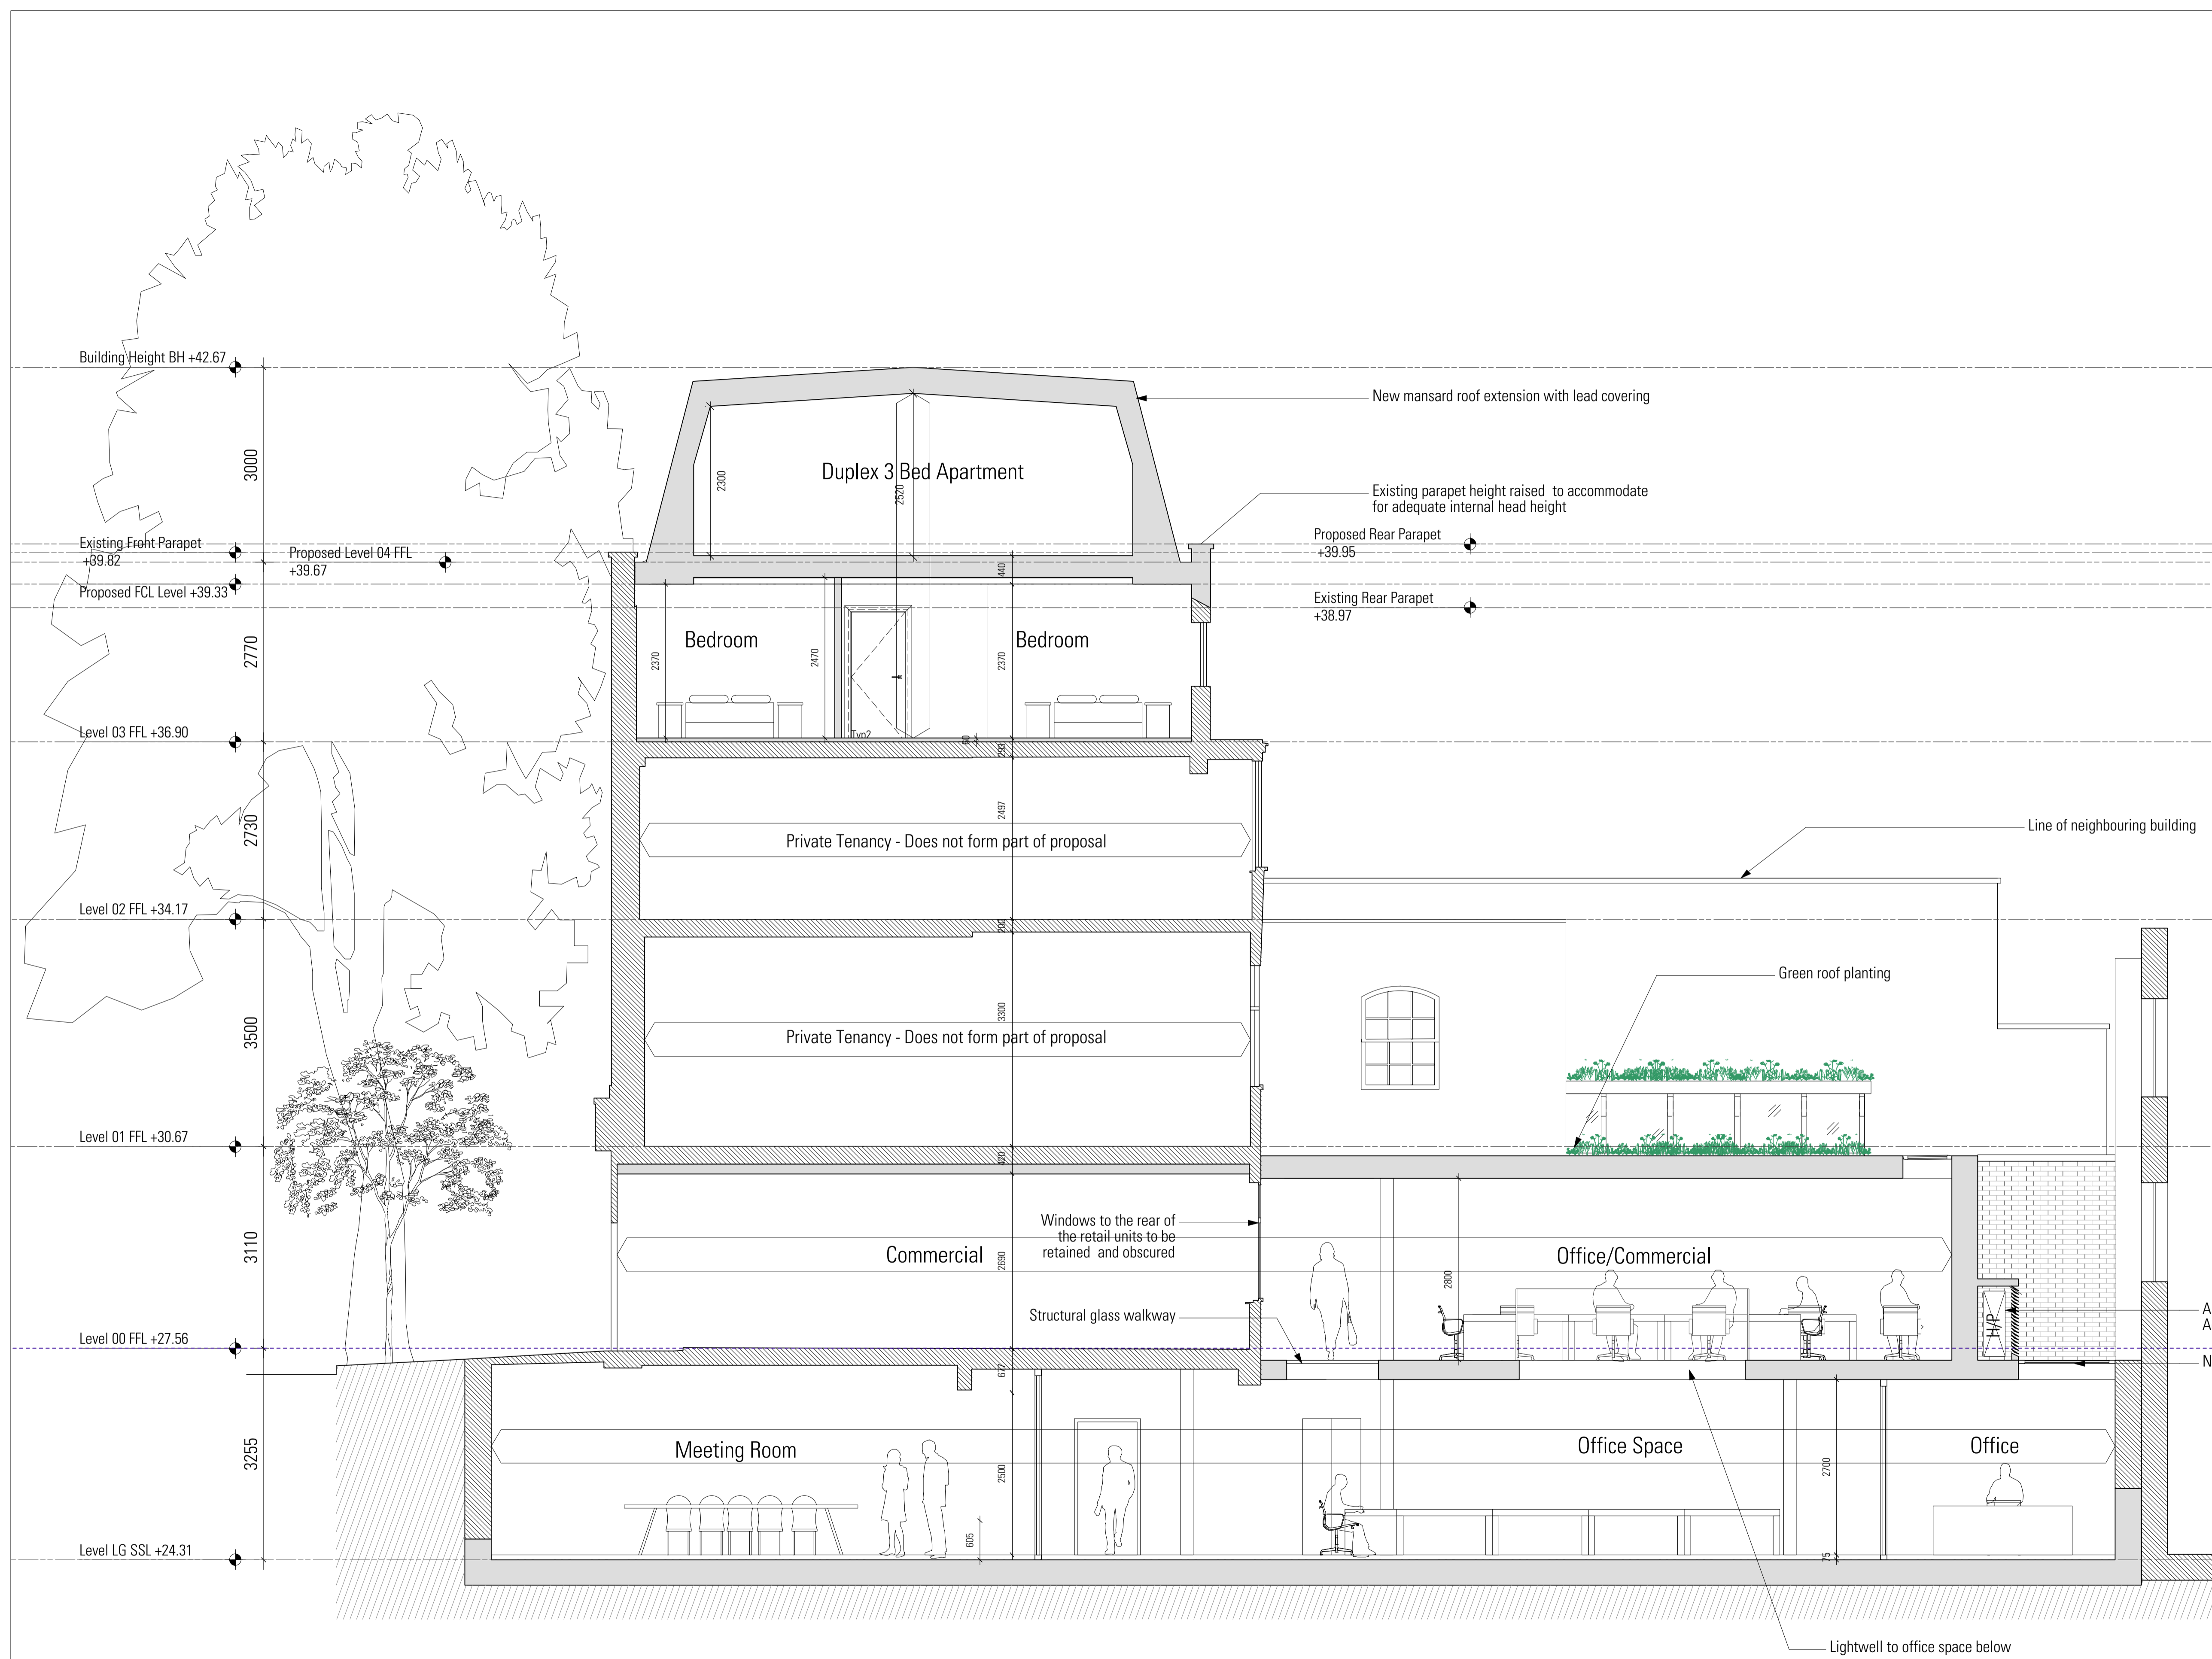 Building Height BH +42.67
New mansard roof extension with lead covering
3000
Duplex 3 Bed Apartment
2300
2520
Existing parapet height raised  to accommodate
for adequate internal head height
Existing Front Parapet
+39.82
Proposed Level 04 FFL
+39.67
Proposed Rear Parapet
+39.95
440
Proposed FCL Level +39.33
Existing Rear Parapet
+38.97
2770
Bedroom
Bedroom
2370
2470
2370
Level 03 FFL +36.90
Typ2
60
293
2730
2497
Line of neighbouring building
Private Tenancy - Does not form part of proposal
Level 02 FFL +34.17
200
Green roof planting
3500
3300
Private Tenancy - Does not form part of proposal
Level 01 FFL +30.67
420
Windows to the rear of
the retail units to be
retained  and obscured
3110
Commercial
2690
Office/Commercial
2800
Structural glass walkway
H/P
A
A
Level 00 FFL +27.56
N
677
3255
Meeting Room
2500
Office Space
2700
Office
605
Level LG SSL +24.31
75
Lightwell to office space below